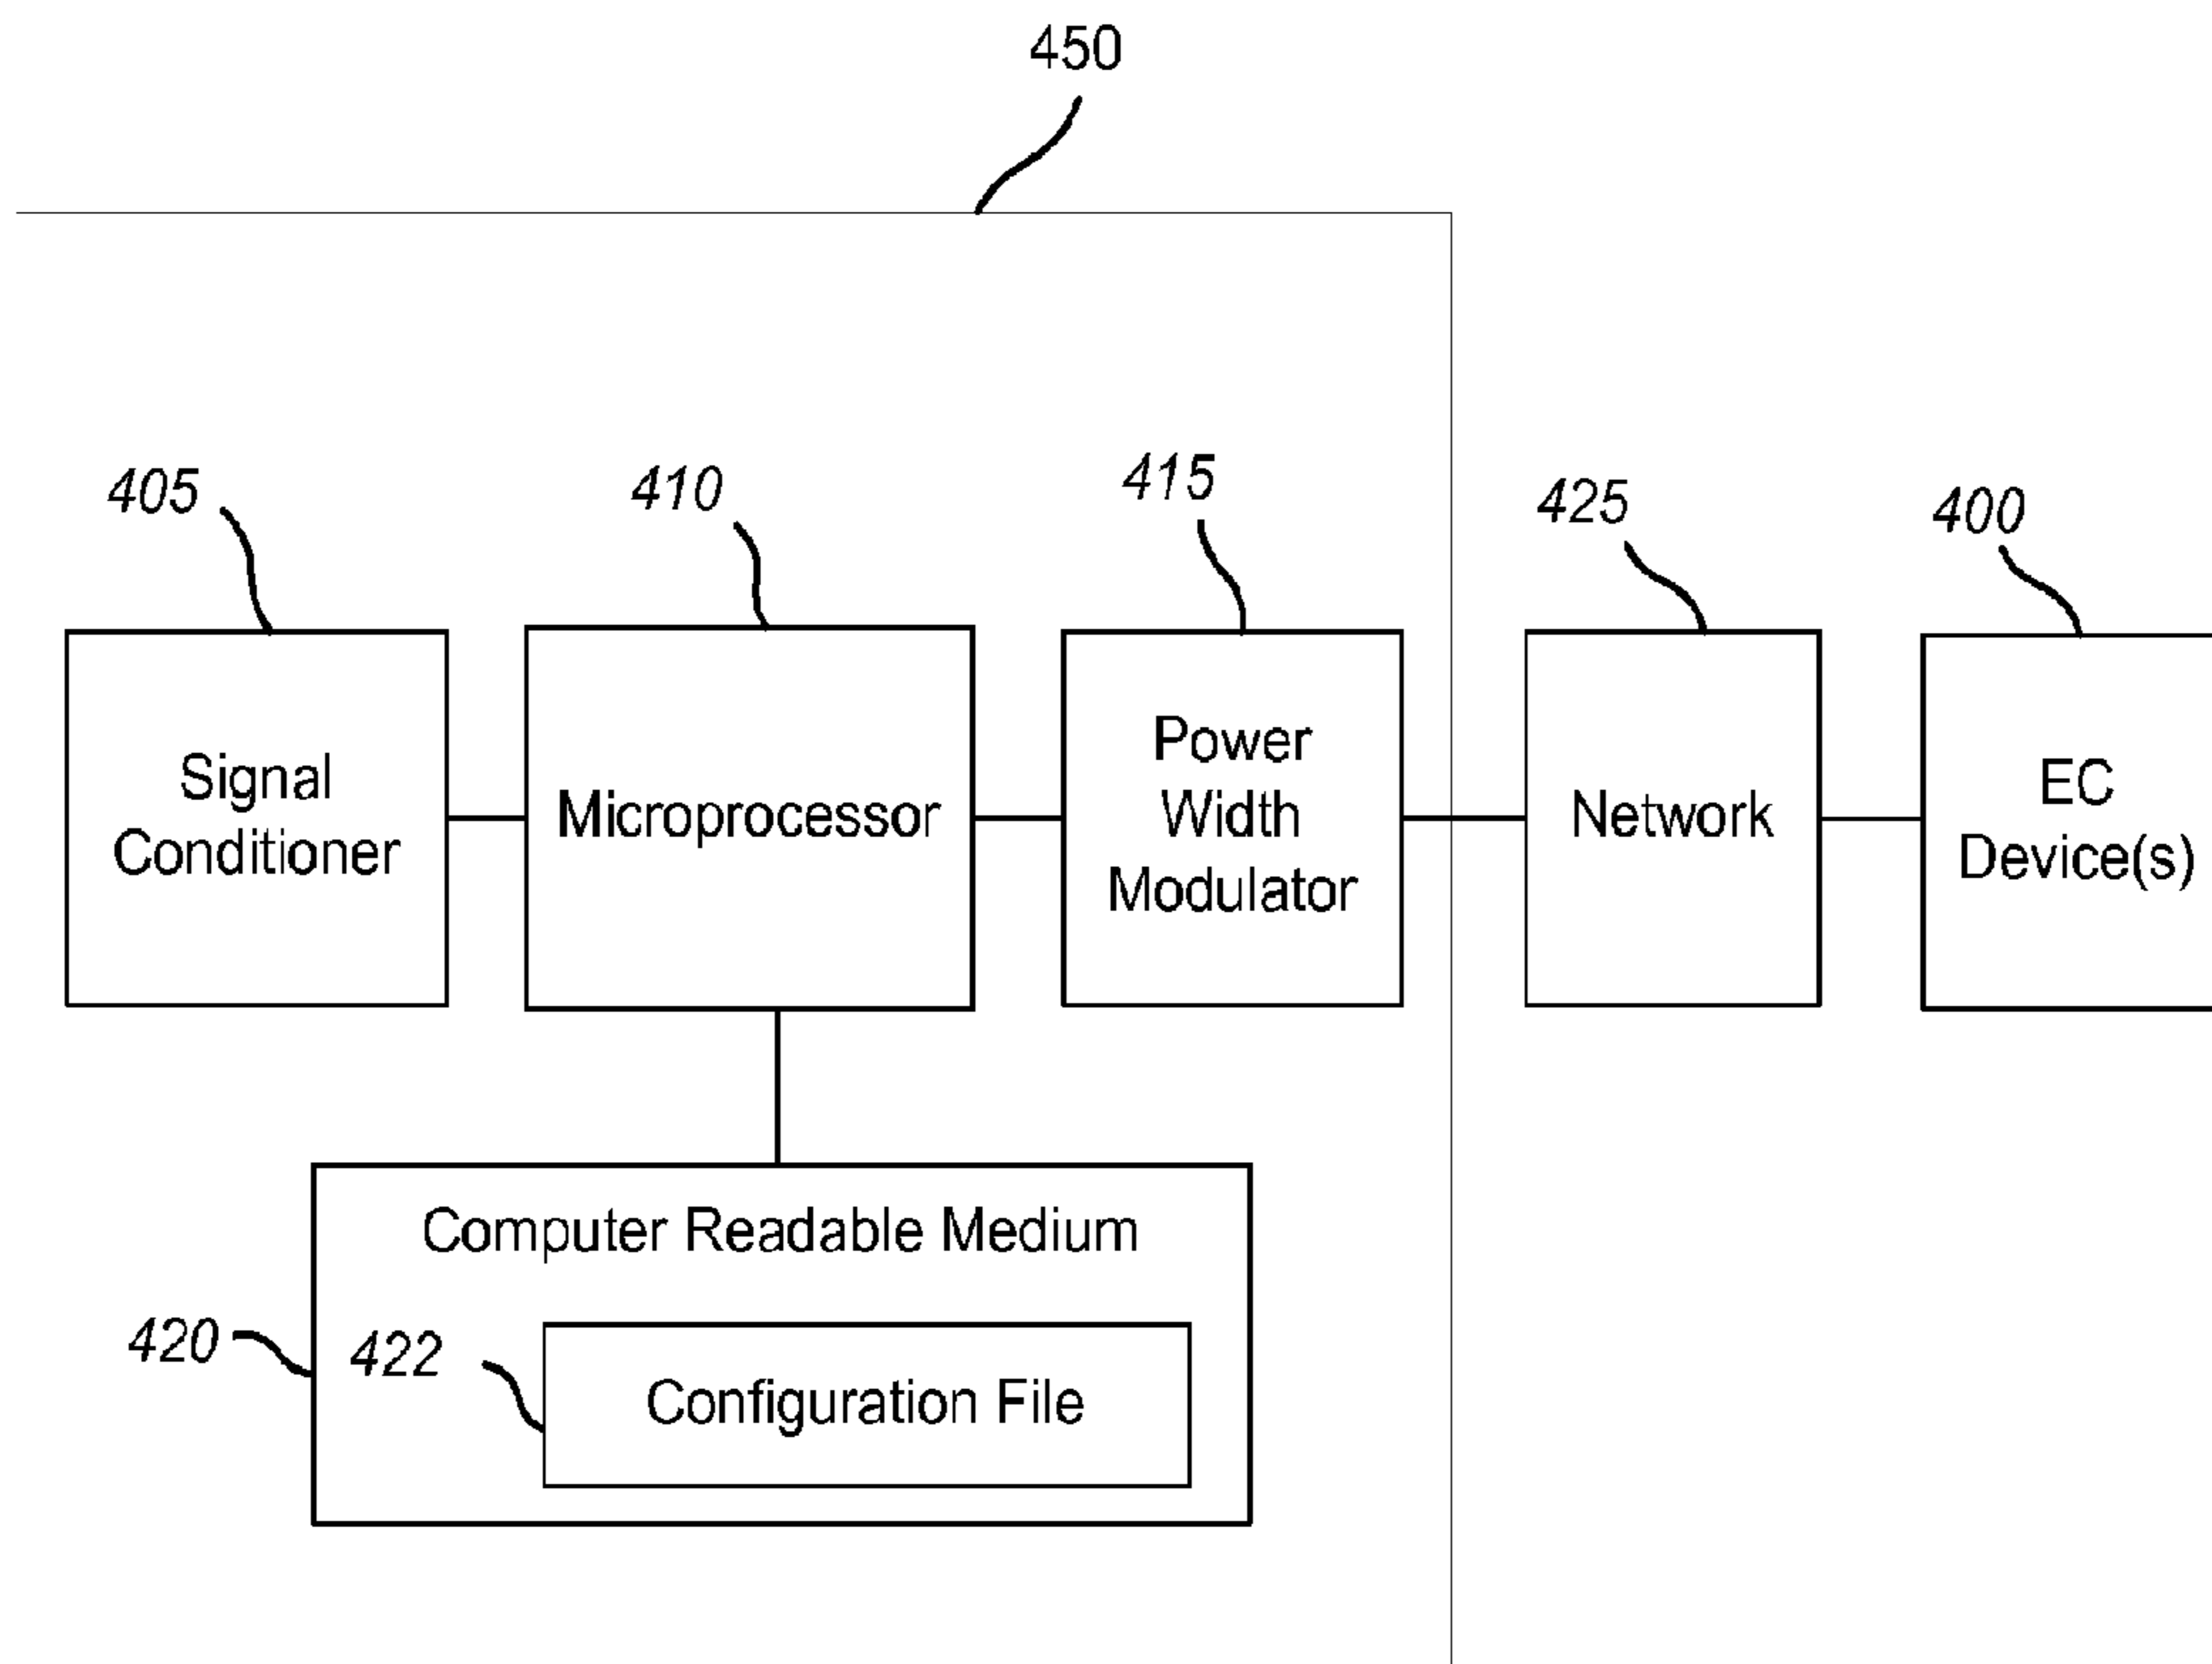 450
405
410
415
425
400
Signal
Conditioner
Microprocessor
Power
Width
Modulator
Network
EC
Device(s)
Computer Readable Medium
420
422
Configuration File